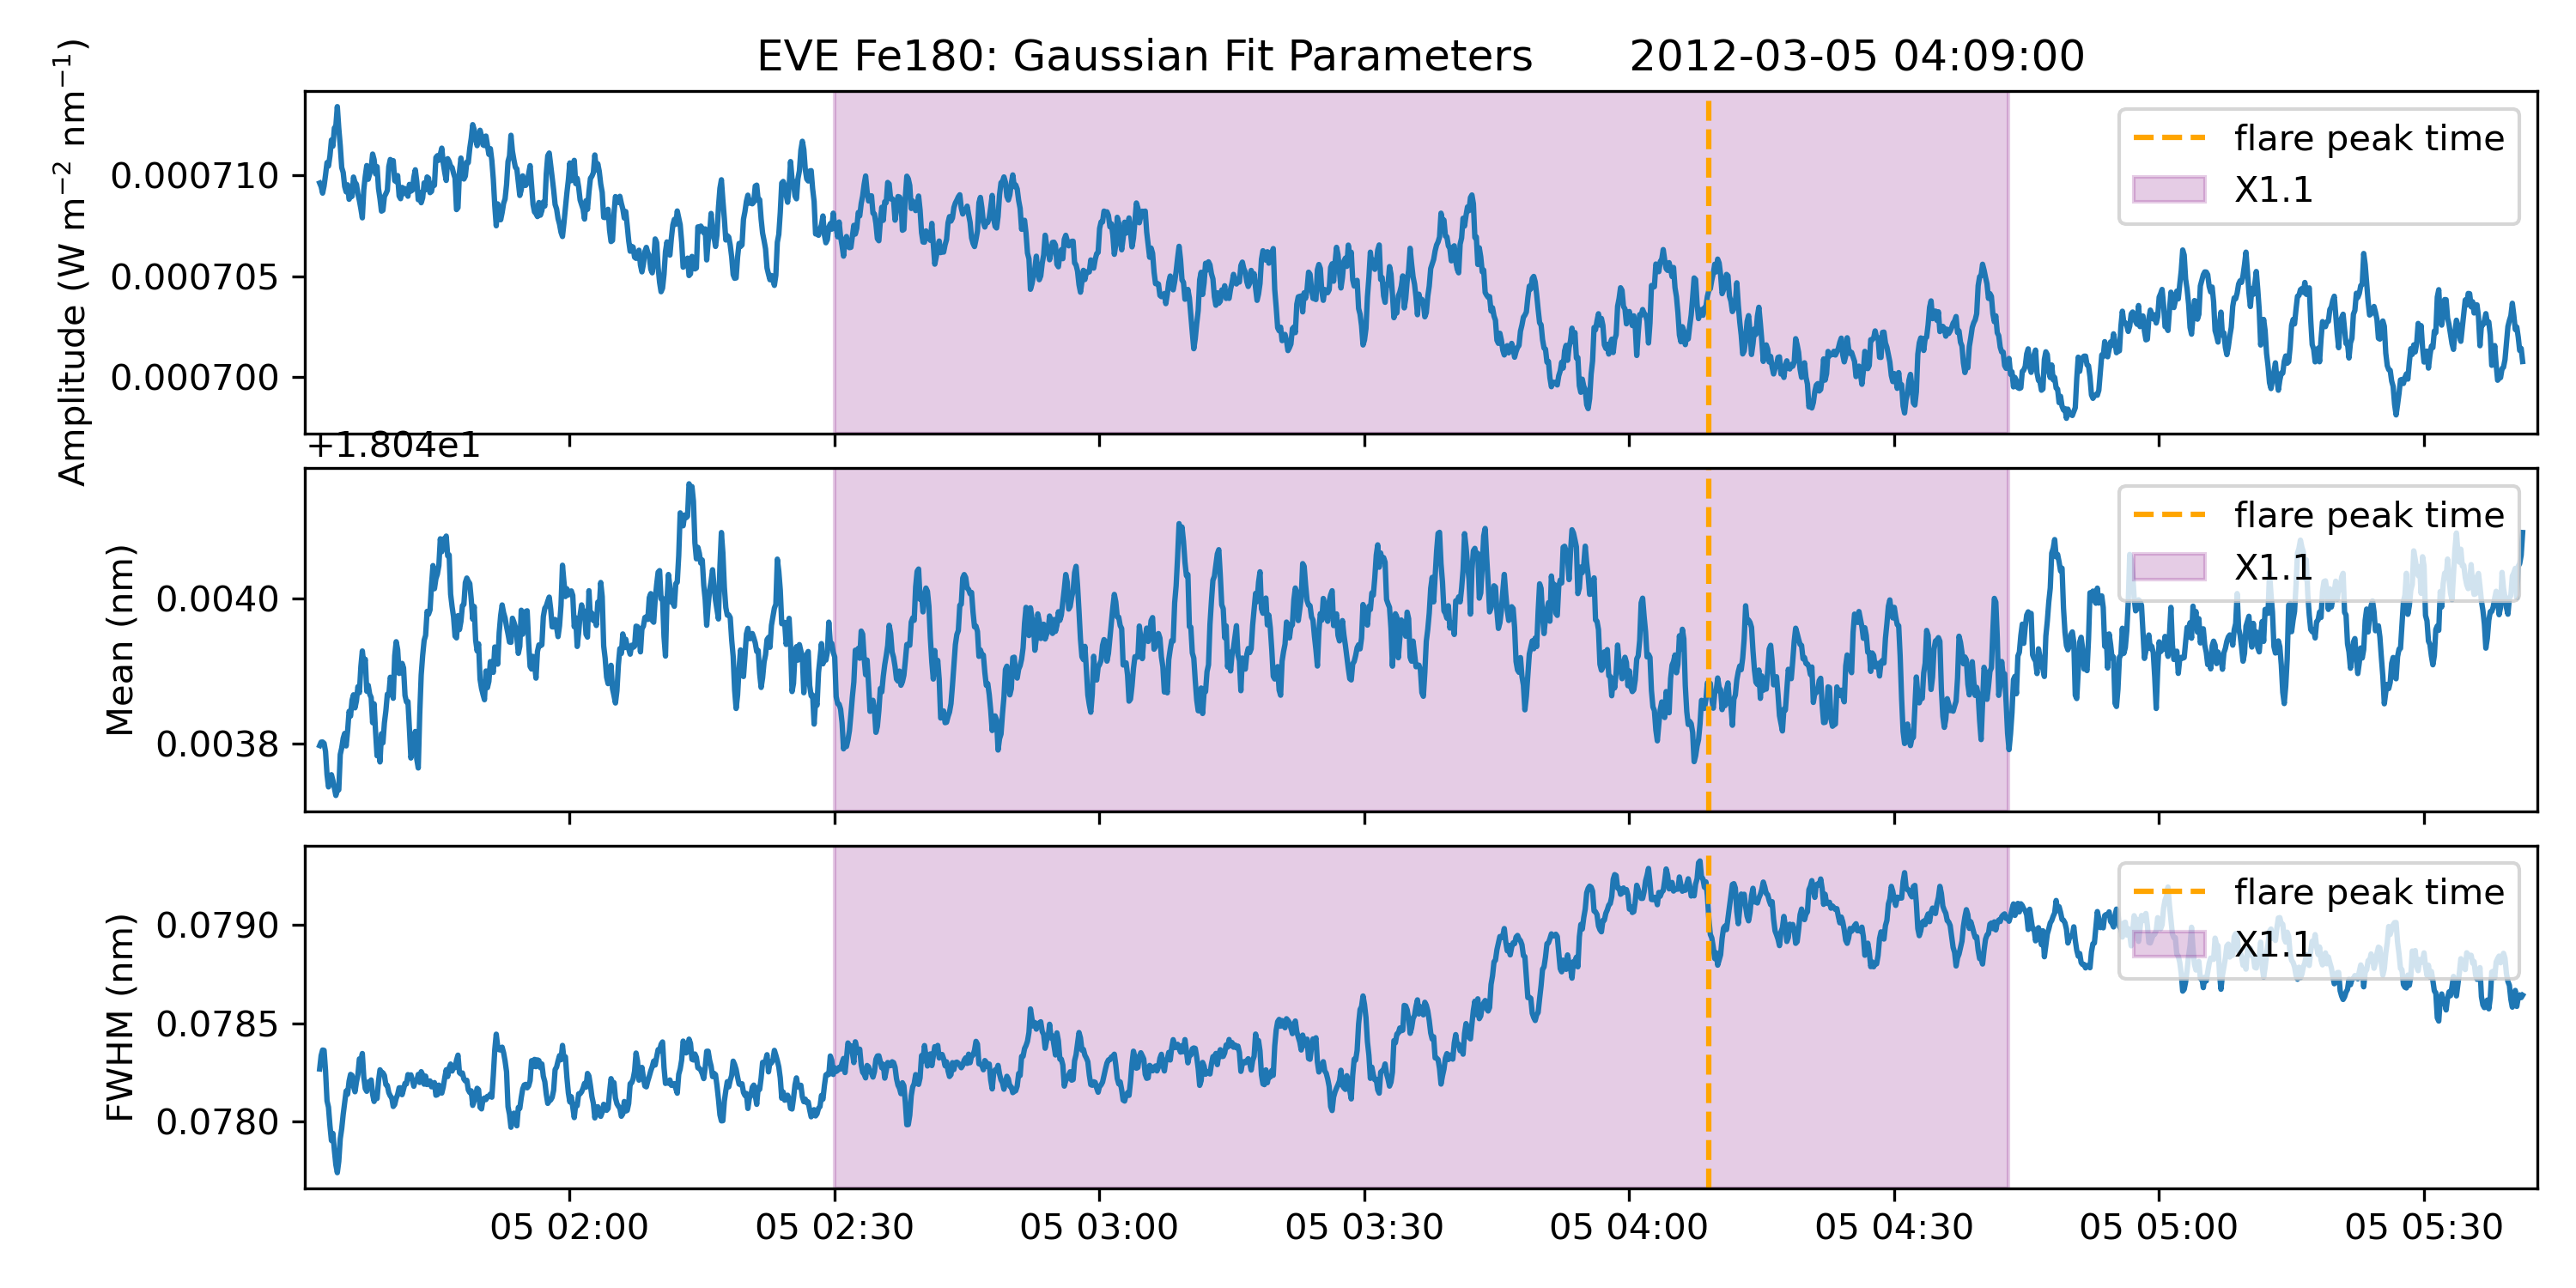 EVE Fe180: Gaussian Fit Parameters 2012-03-05 04:09:00
Amplitude (W m⁻² nm⁻¹)
0.000710
0.000705
0.000700
flare peak time
X1.1
+1.804e1
Mean (nm)
0.0040
0.0038
flare peak time
X1.1
FWHM (nm)
0.0790
0.0785
0.0780
flare peak time
X1.1
05 02:00 05 02:30 05 03:00 05 03:30 05 04:00 05 04:30 05 05:00 05 05:30